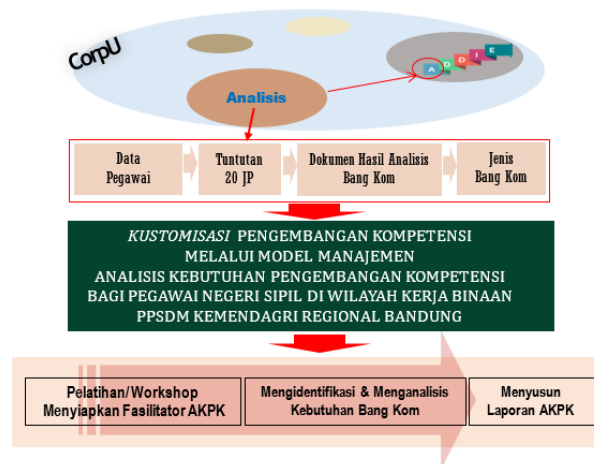 CorpU
A D D I E
Analisis
Data
Pegawai
Tuntutan
20 JP
Dokumen Hasil Analisis
Bang Kom
Jenis
Bang Kom
KUSTOMISASI PENGEMBANGAN KOMPETENSI
MELALUI MODEL MANAJEMEN
ANALISIS KEBUTUHAN PENGEMBANGAN KOMPETENSI
BAGI PEGAWAI NEGERI SIPIL DI WILAYAH KERJA BINAAN
PPSDM KEMENDAGRI REGIONAL BANDUNG
Pelatihan/Workshop
Menyiapkan Fasilitator AKPK
Mengidentifikasi & Menganalisis
Kebutuhan Bang Kom
Menyusun
Laporan AKPK